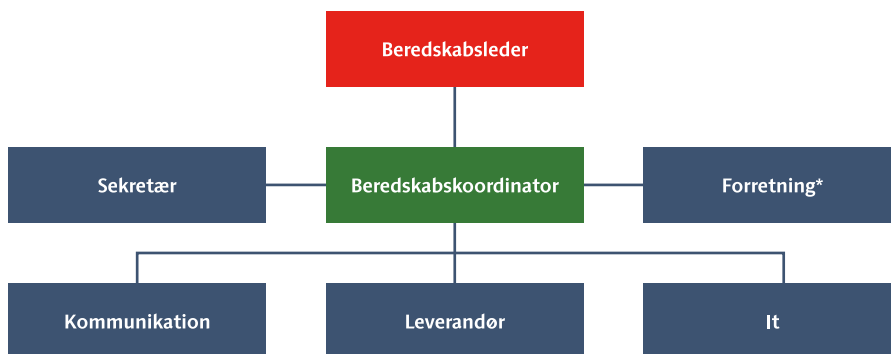 Beredskabsleder
Sekretær
Beredskabskoordinator
Forretning*
Kommunikation
Leverandør
It